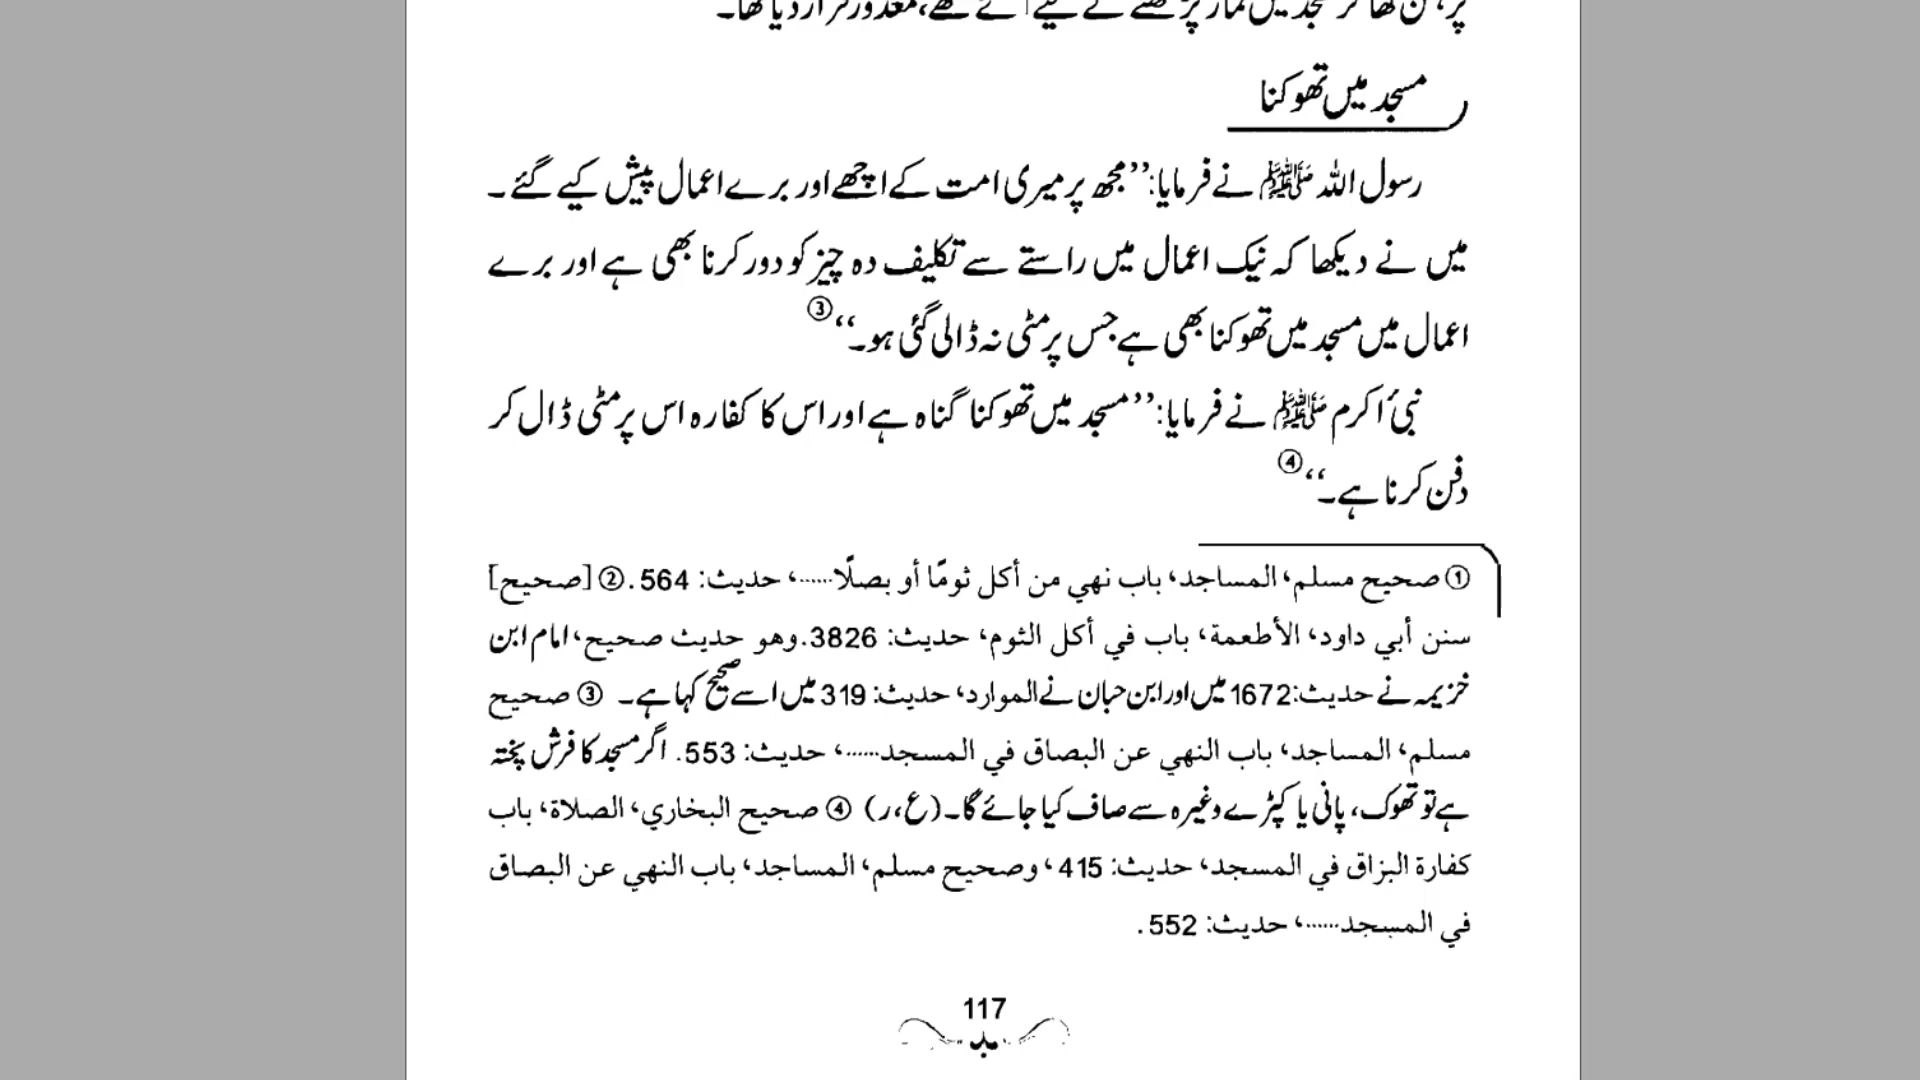 مسجد میں تھوکنا
رسول اللہ ﷺ نے فرمایا: ’’مجھ پر میری امت کے اچھے اور برے اعمال پیش کیے گئے ۔
میں نے دیکھا کہ نیک اعمال میں راستے سے تکلیف دہ چیز کو دور کرنا بھی ہے اور برے
اعمال میں مسجد میں تھوکنا بھی ہے جس پر مٹی نہ ڈالی گئی ہو۔‘‘ ③
نبیٔ اکرم ﷺ نے فرمایا: ’’مسجد میں تھوکنا گناہ ہے اور اس کا کفارہ اس پر مٹی ڈال کر
دفن کرنا ہے۔‘‘ ④
① صحيح مسلم، المساجد، باب نهي من أكل ثومًا أو بصلًا......، حديث: 564. ② [صحيح]
سنن أبي داود، الأطعمة، باب في أكل الثوم، حديث: 3826. وهو حديث صحيح، امام ابن
خزیمہ نے حدیث: 1672 میں اور ابن حبان نے الموارد، حدیث: 319 میں اسے صحیح کہا ہے۔ ③ صحيح
مسلم، المساجد، باب النهي عن البصاق في المسجد......، حديث: 553. اگر مسجد کا فرش پختہ
ہے تو تھوک، پانی یا کپڑے وغیرہ سے صاف کیا جائے گا۔ (ع، ر) ④ صحيح البخاري، الصلاة، باب
كفارة البزاق في المسجد، حديث: 415، وصحيح مسلم، المساجد، باب النهي عن البصاق
في المسجد......، حديث: 552.
117